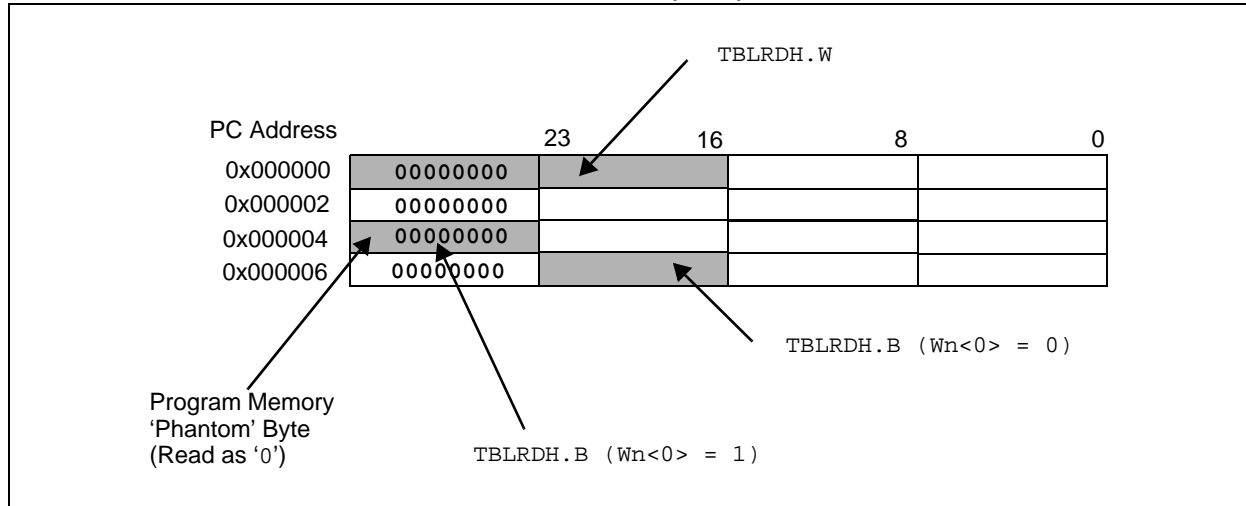 TBLRDH.W
PC Address
23 16 8 0
0x000000 00000000
0x000002 00000000
0x000004 00000000
0x000006 00000000
TBLRDH.B (Wn<0> = 0)
Program Memory
‘Phantom’ Byte
(Read as ‘0’)
TBLRDH.B (Wn<0> = 1)